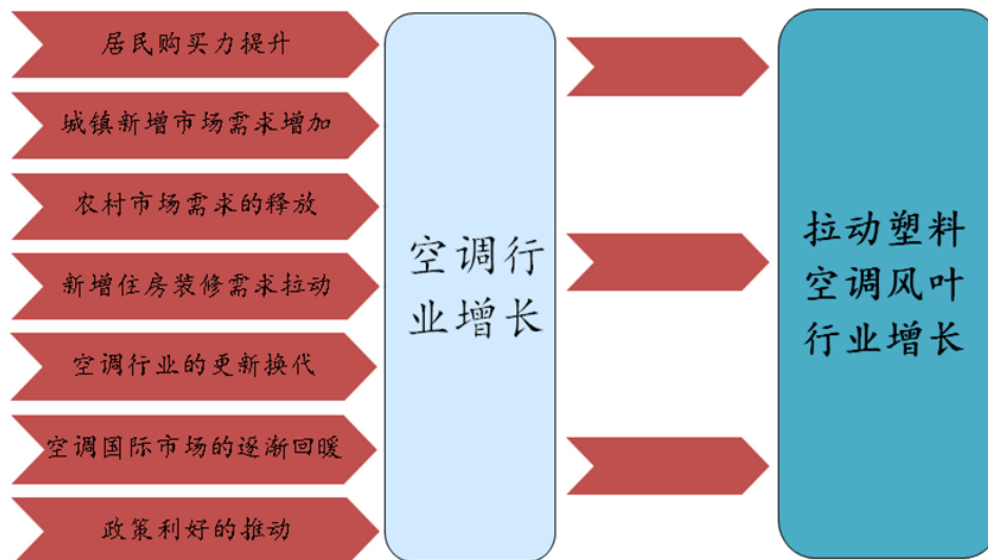 居民购买力提升
城镇新增市场需求增加
农村市场需求的释放
新增住房装修需求拉动
空调行业的更新换代
空调国际市场的逐渐回暖
政策利好的推动
空调行
业增长
拉动塑料
空调风叶
行业增长